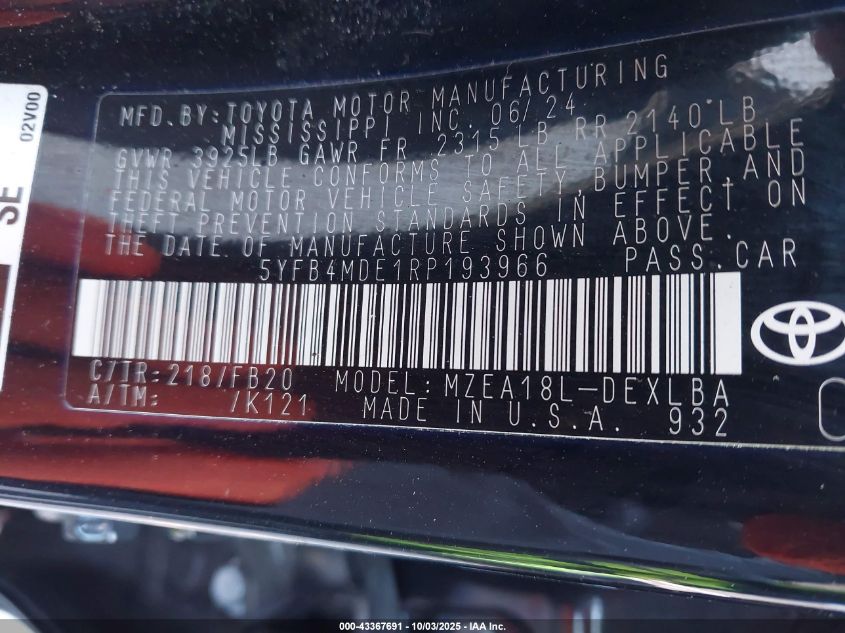 02V00
SE
MFD. BY: TOYOTA MOTOR MANUFACTURING
MISSISSIPPI INC. 06/24
GVWR 3925LB GAWR FR 2315LB RR 2140LB
THIS VEHICLE CONFORMS TO ALL APPLICABLE
FEDERAL MOTOR VEHICLE SAFETY, BUMPER, AND
THEFT PREVENTION STANDARDS IN EFFECT ON
THE DATE OF MANUFACTURE SHOWN ABOVE.
5YFB4MDE1RP193966 PASS. CAR
C/TR: 218/FB20 MODEL: MZEA18L-DEXLBA
A/TM: /K121 MADE IN U.S.A. 932
000-43367691 - 10/03/2025 - IAA Inc.